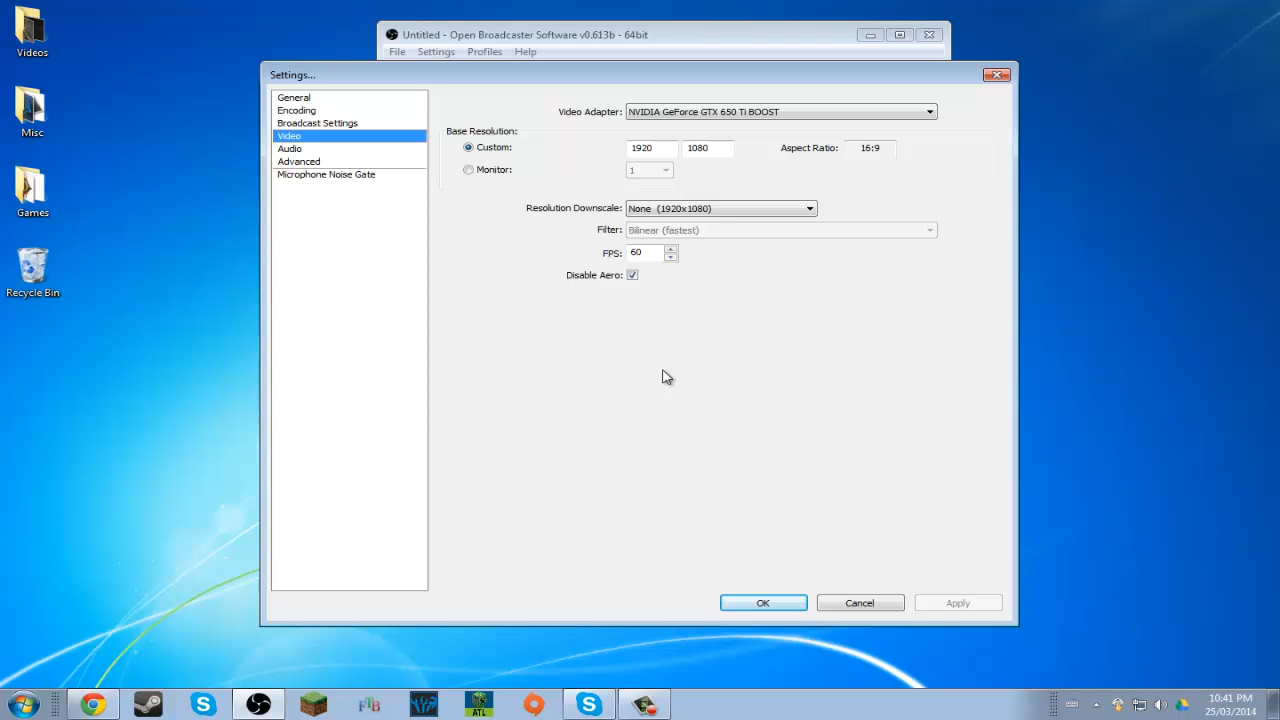 Videos
Misc
Games
Recycle Bin
Untitled - Open Broadcaster Software v0.613b - 64bit
File Settings Profiles Help
Settings...
General
Encoding
Broadcast Settings
Video
Audio
Advanced
Microphone Noise Gate
Video Adapter: NVIDIA GeForce GTX 650 Ti BOOST
Base Resolution:
Custom: 1920 1080 Aspect Ratio: 16:9
Monitor: 1
Resolution Downscale: None (1920x1080)
Filter: Bilinear (fastest)
FPS: 60
Disable Aero:
OK Cancel Apply
FTB
ATL
10:41 PM
25/03/2014